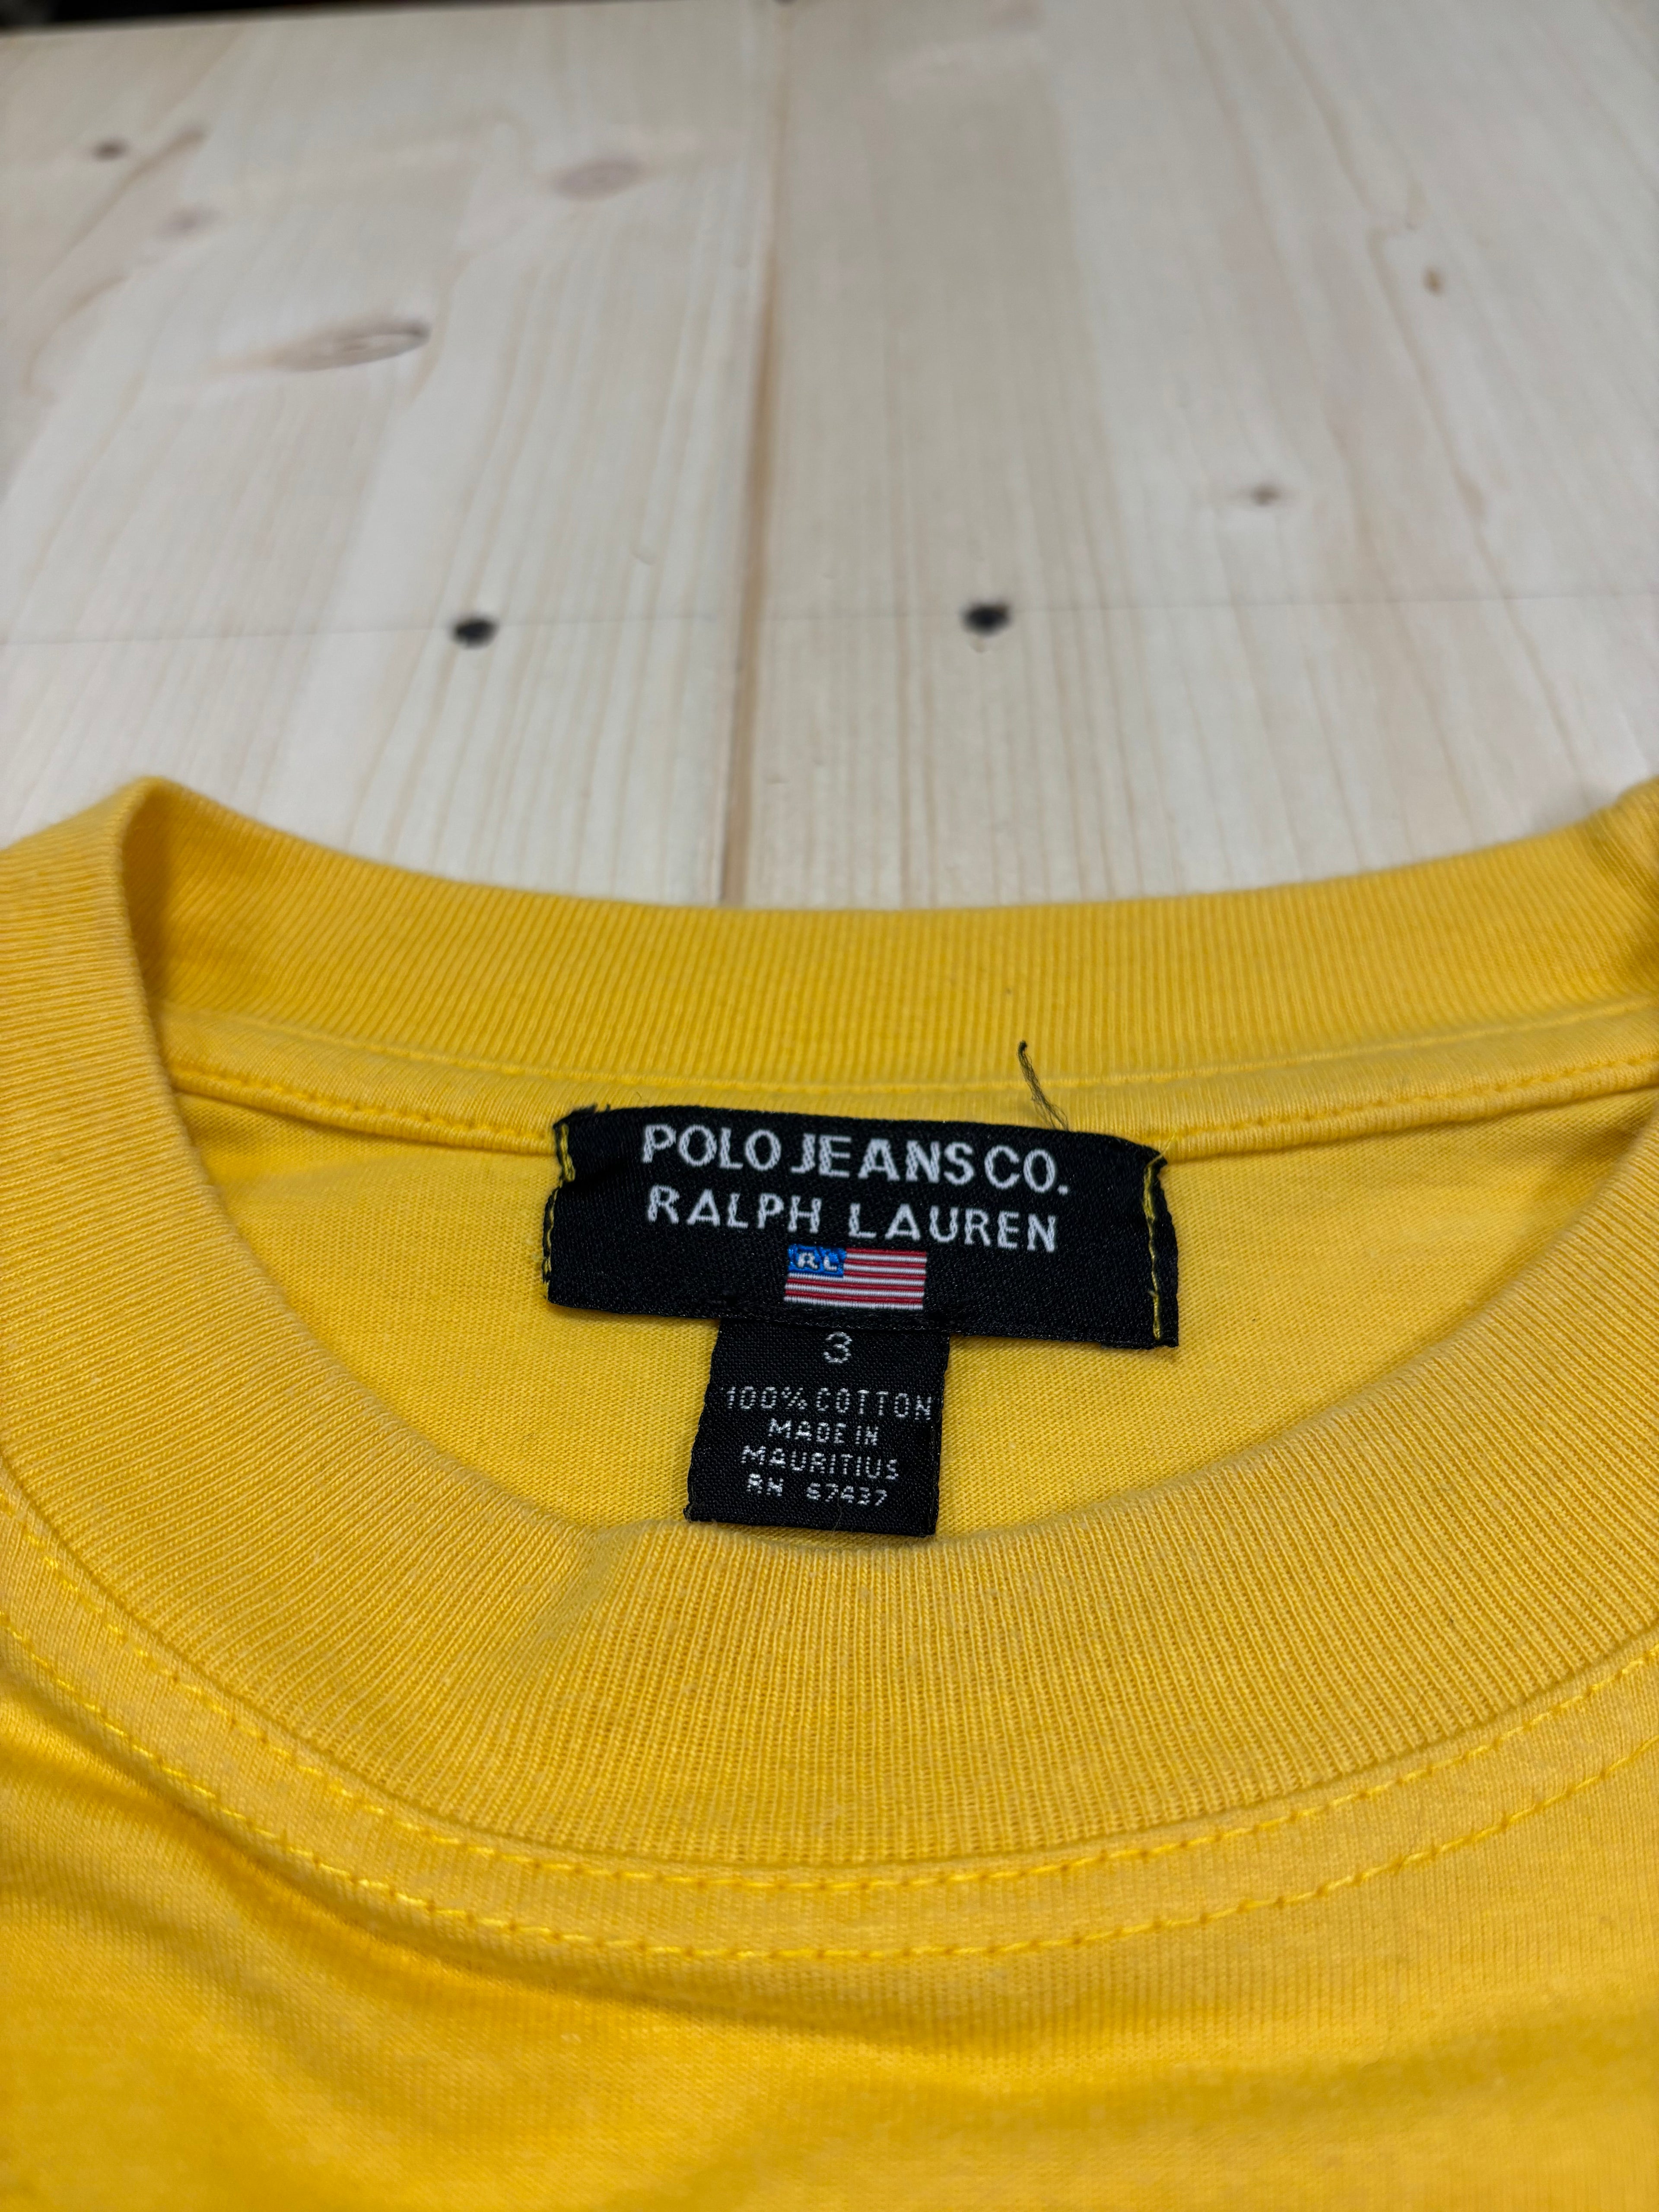 POLO JEANS CO.
RALPH LAUREN
RL
3
100% COTTON
MADE IN
MAURITIUS
RN 67437